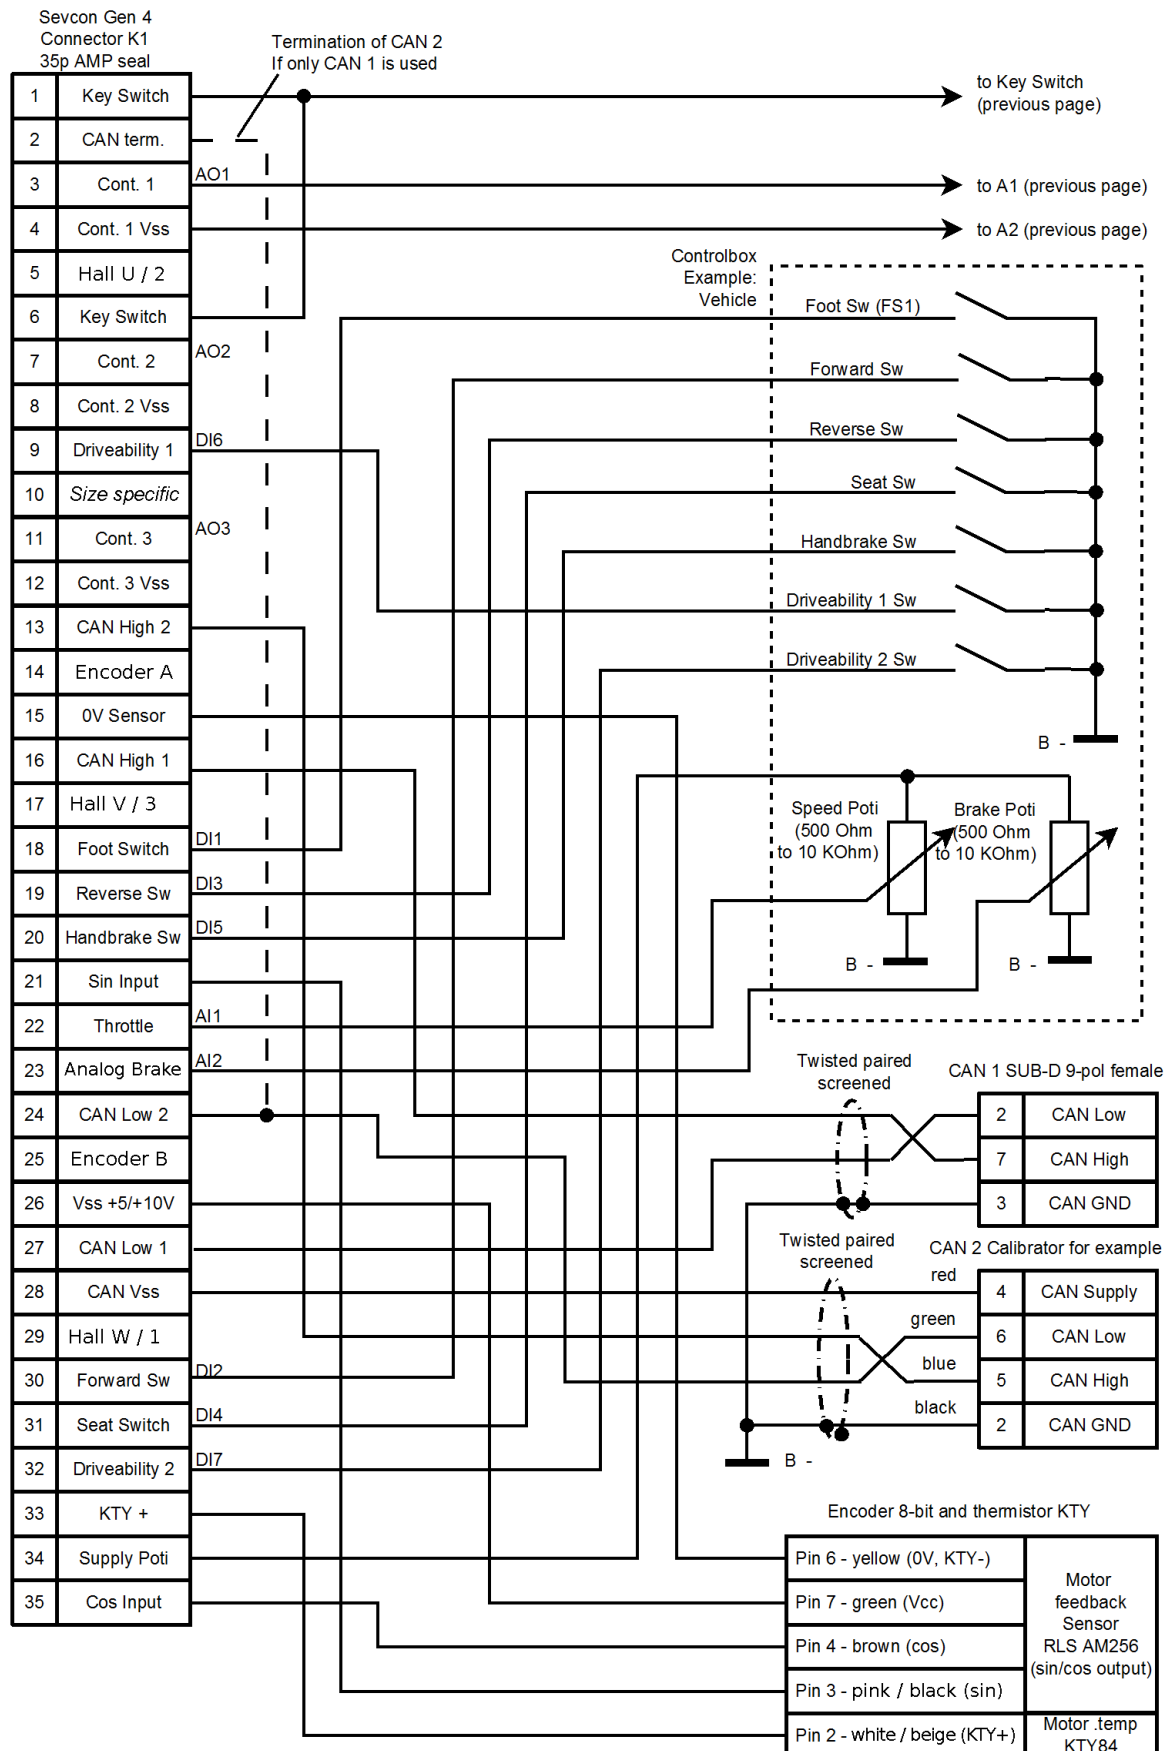 Sevcon Gen 4
Connector K1
35p AMP seal
Termination of CAN 2
If only CAN 1 is used
1 Key Switch
to Key Switch
(previous page)
2 CAN term.
3 Cont. 1 AO1
to A1 (previous page)
4 Cont. 1 Vss
to A2 (previous page)
5 Hall U / 2
6 Key Switch
7 Cont. 2 AO2
8 Cont. 2 Vss
9 Driveability 1 DI6
10 Size specific
11 Cont. 3 AO3
12 Cont. 3 Vss
13 CAN High 2
14 Encoder A
15 0V Sensor
16 CAN High 1
17 Hall V / 3
18 Foot Switch DI1
19 Reverse Sw DI3
20 Handbrake Sw DI5
21 Sin Input
22 Throttle AI1
23 Analog Brake AI2
24 CAN Low 2
25 Encoder B
26 Vss +5/+10V
27 CAN Low 1
28 CAN Vss
29 Hall W / 1
30 Forward Sw DI2
31 Seat Switch DI4
32 Driveability 2 DI7
33 KTY +
34 Supply Poti
35 Cos Input
Controlbox
Example:
Vehicle
Foot Sw (FS1)
Forward Sw
Reverse Sw
Seat Sw
Handbrake Sw
Driveability 1 Sw
Driveability 2 Sw
B -
Speed Poti
(500 Ohm
to 10 KOhm)
Brake Poti
(500 Ohm
to 10 KOhm)
B -
B -
Twisted paired
screened
CAN 1 SUB-D 9-pol female
2 CAN Low
7 CAN High
3 CAN GND
Twisted paired
screened
CAN 2 Calibrator for example
red 4 CAN Supply
green 6 CAN Low
blue 5 CAN High
black 2 CAN GND
B -
Encoder 8-bit and thermistor KTY
Pin 6 - yellow (0V, KTY-)
Pin 7 - green (Vcc)
Pin 4 - brown (cos)
Pin 3 - pink / black (sin)
Pin 2 - white / beige (KTY+)
Motor
feedback
Sensor
RLS AM256
(sin/cos output)
Motor .temp
KTY84